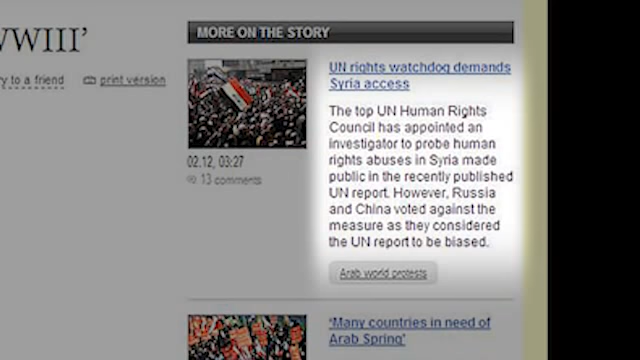 WWIII'
ry to a friend
print version
MORE ON THE STORY
UN rights watchdog demands
Syria access
The top UN Human Rights
Council has appointed an
investigator to probe human
rights abuses in Syria made
public in the recently published
UN report. However, Russia
and China voted against the
measure as they considered
the UN report to be biased.
02.12, 03:27
13 comments
Arab world protests
'Many countries in need of
Arab Spring'